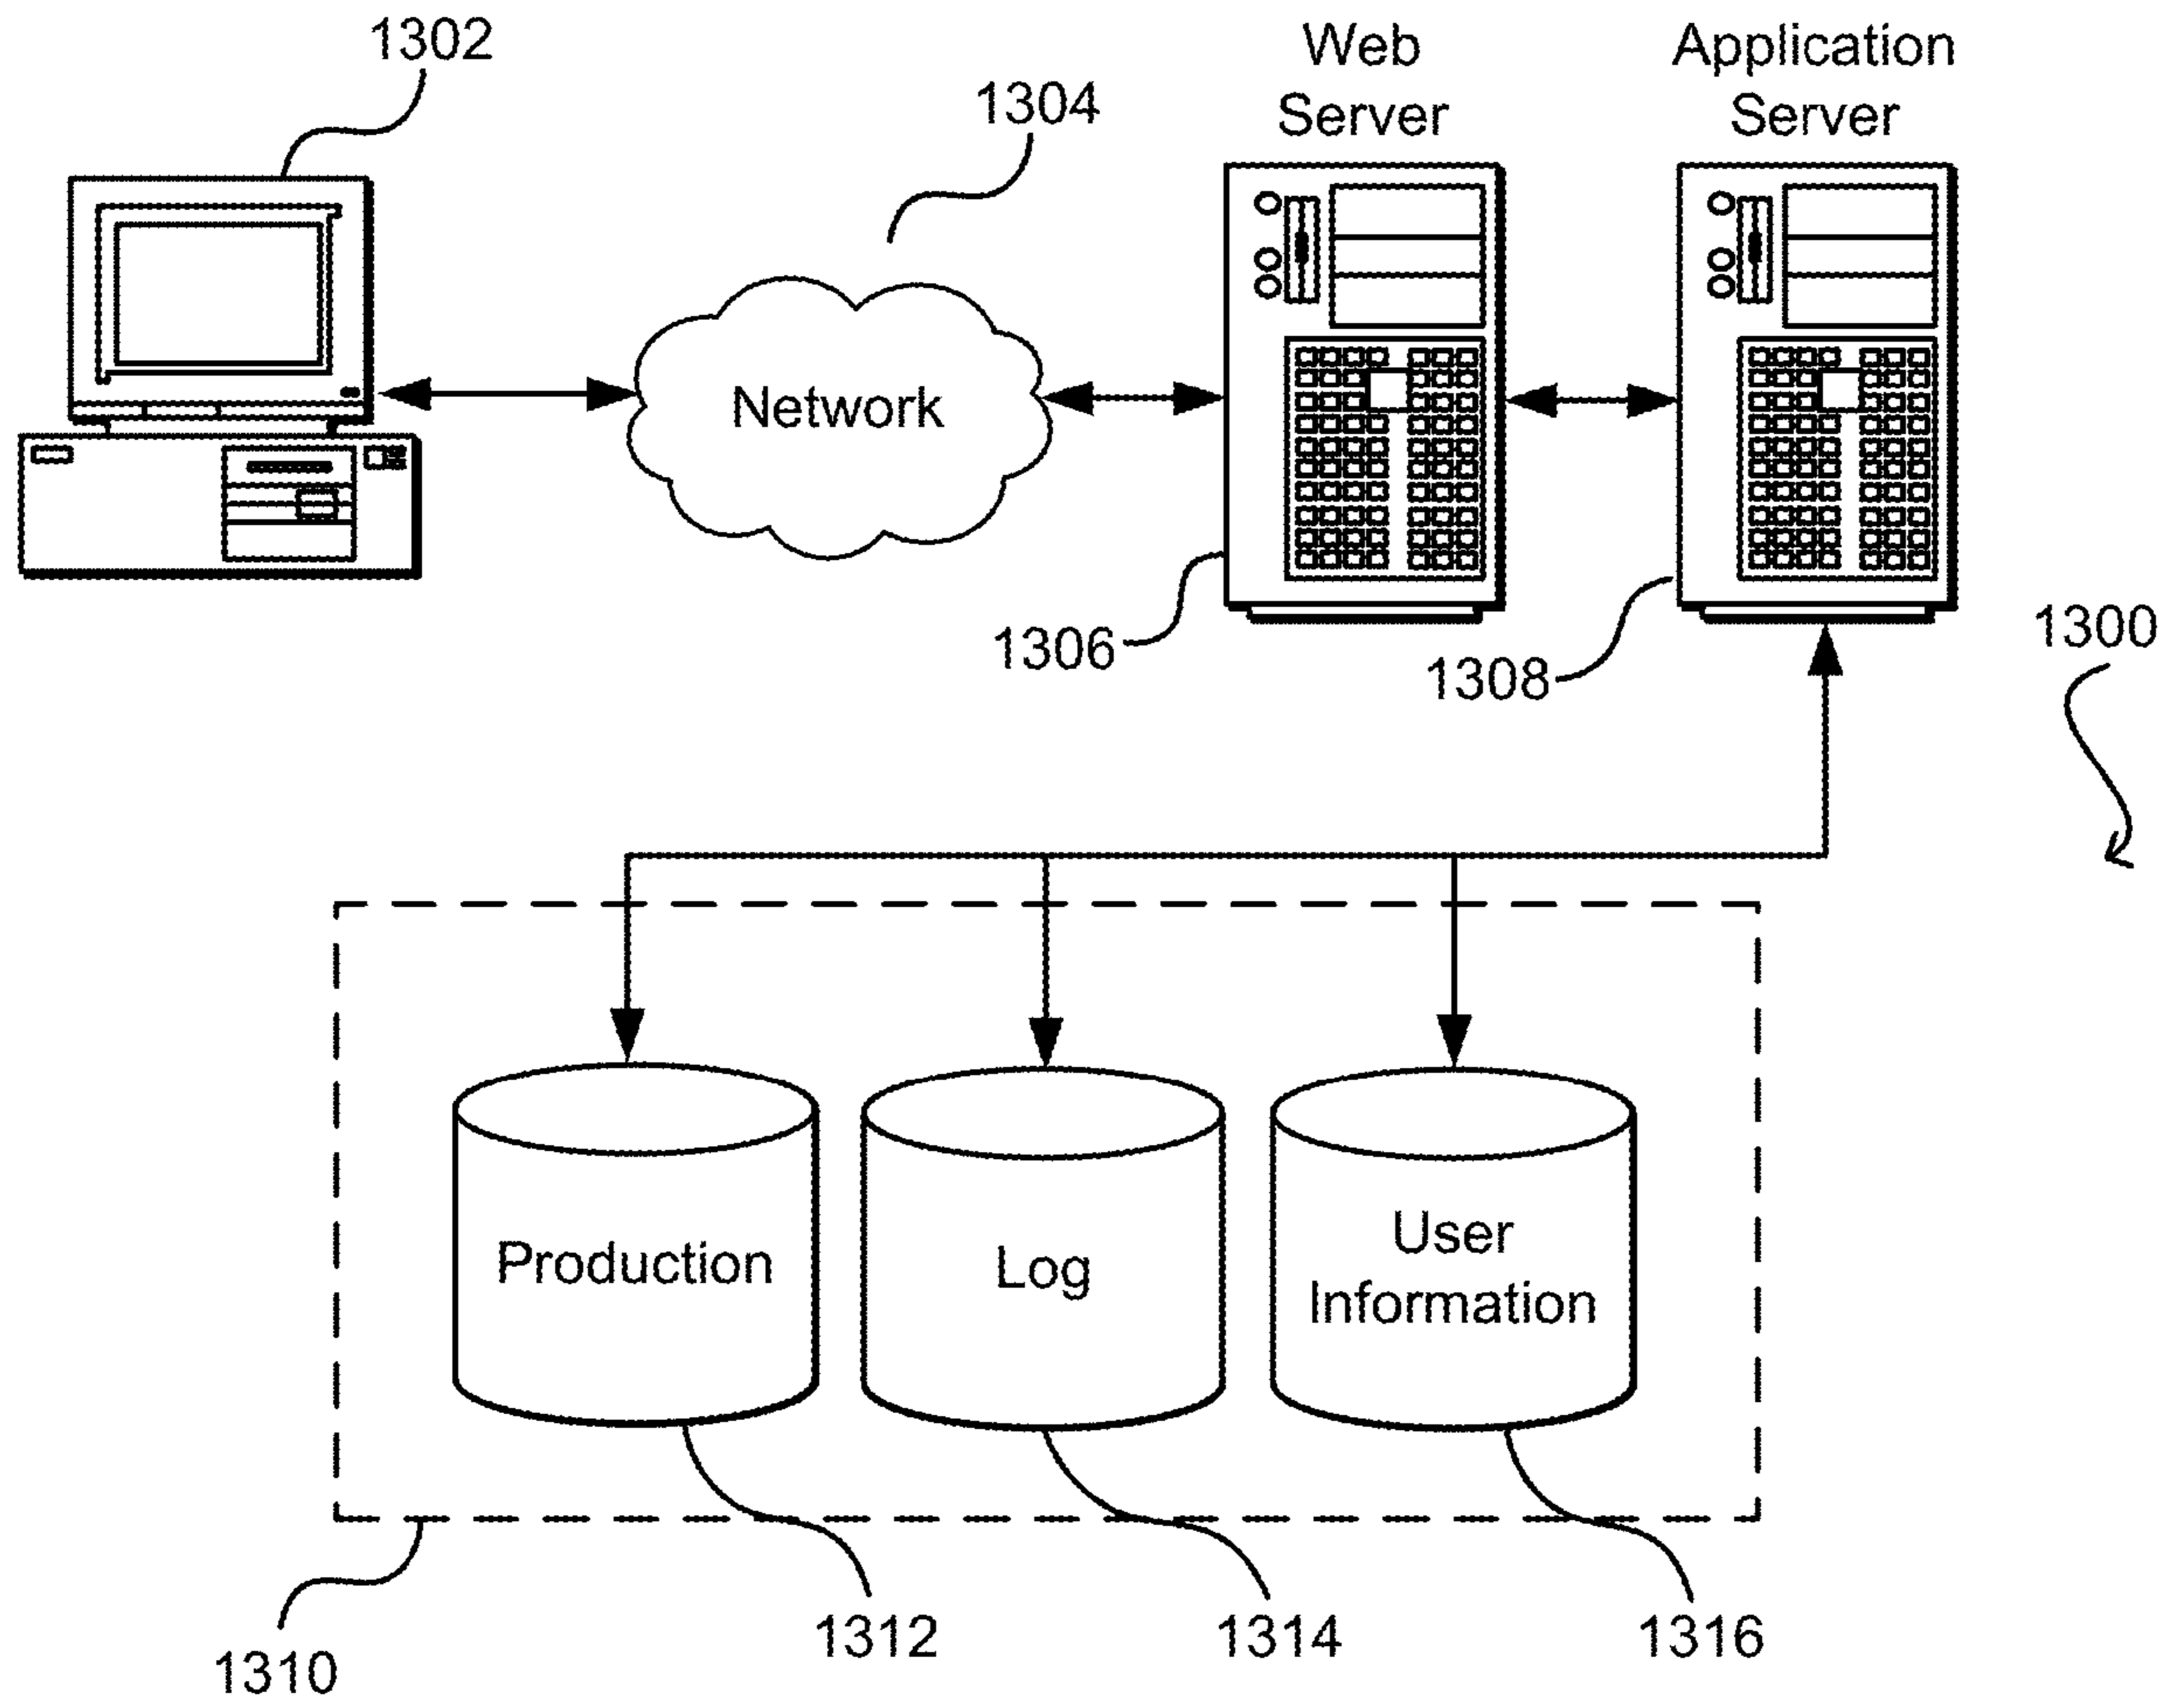 1302
1304
Web
Server
Application
Server
Network
1306
1308
1300
Production
Log
User
Information
1310
1312
1314
1316